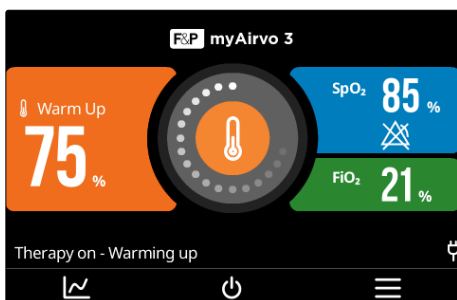 F&P myAirvo 3
Warm Up
75 %
SpO₂ 85 %
FiO₂ 21 %
Therapy on - Warming up